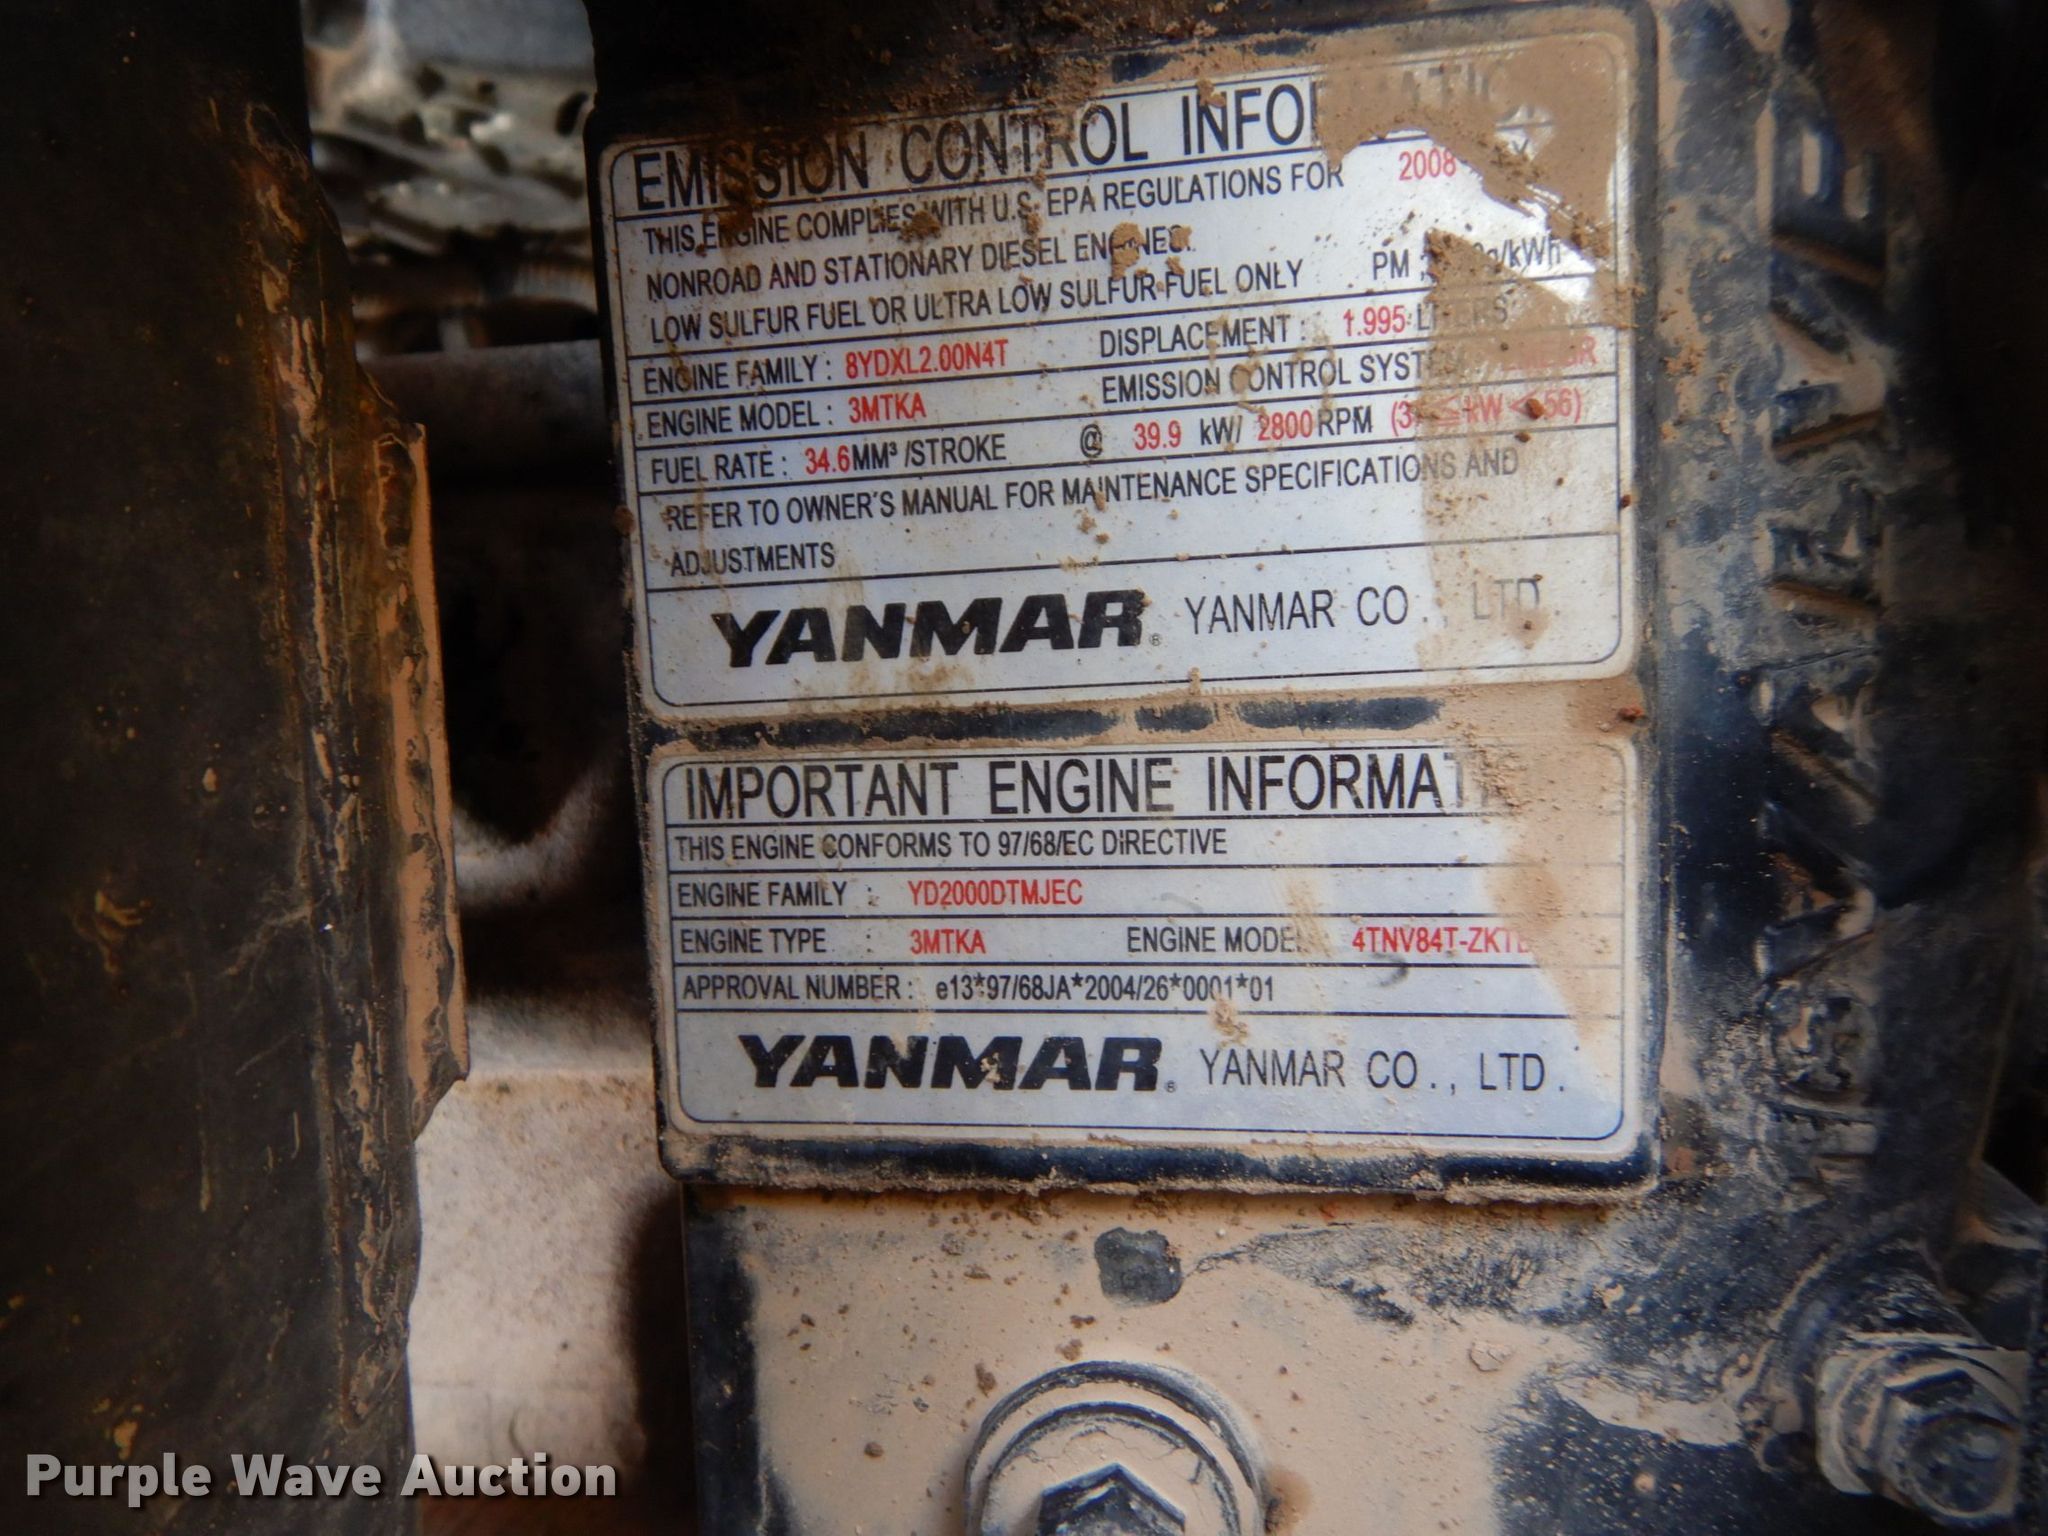 EMISSION CONTROL
THIS ENGINE COMPLIES WITH U.S. EPA REGULATIONS FOR 2008
NONROAD AND STATIONARY DIESEL ENGINES.
LOW SULFUR FUEL OR ULTRA LOW SULFUR FUEL ONLY PM
ENGINE FAMILY : 8YDXL2.00N4T DISPLACEMENT : 1.995 LITERS
ENGINE MODEL : 3MTKA EMISSION CONTROL SYSTEM
FUEL RATE : 34.6MM³/STROKE @ 39.9 kW/ 2800RPM
REFER TO OWNER'S MANUAL FOR MAINTENANCE SPECIFICATIONS AND
ADJUSTMENTS
YANMAR® YANMAR CO., LTD.
IMPORTANT ENGINE
THIS ENGINE CONFORMS TO 97/68/EC DIRECTIVE
ENGINE FAMILY : YD2000DTMJEC
ENGINE TYPE : 3MTKA ENGINE MODEL
APPROVAL NUMBER : e13*97/68JA*2004/26*0001*01
YANMAR® YANMAR CO., LTD.
Purple Wave Auction